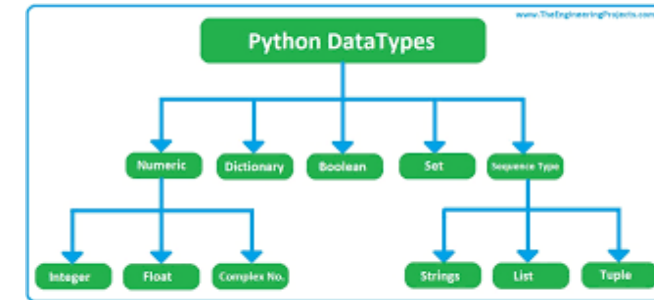 www.TheEngineeringProjects.com
Python DataTypes
Numeric
Dictionary
Boolean
Set
Sequence Type
Integer
Float
Complex No.
Strings
List
Tuple